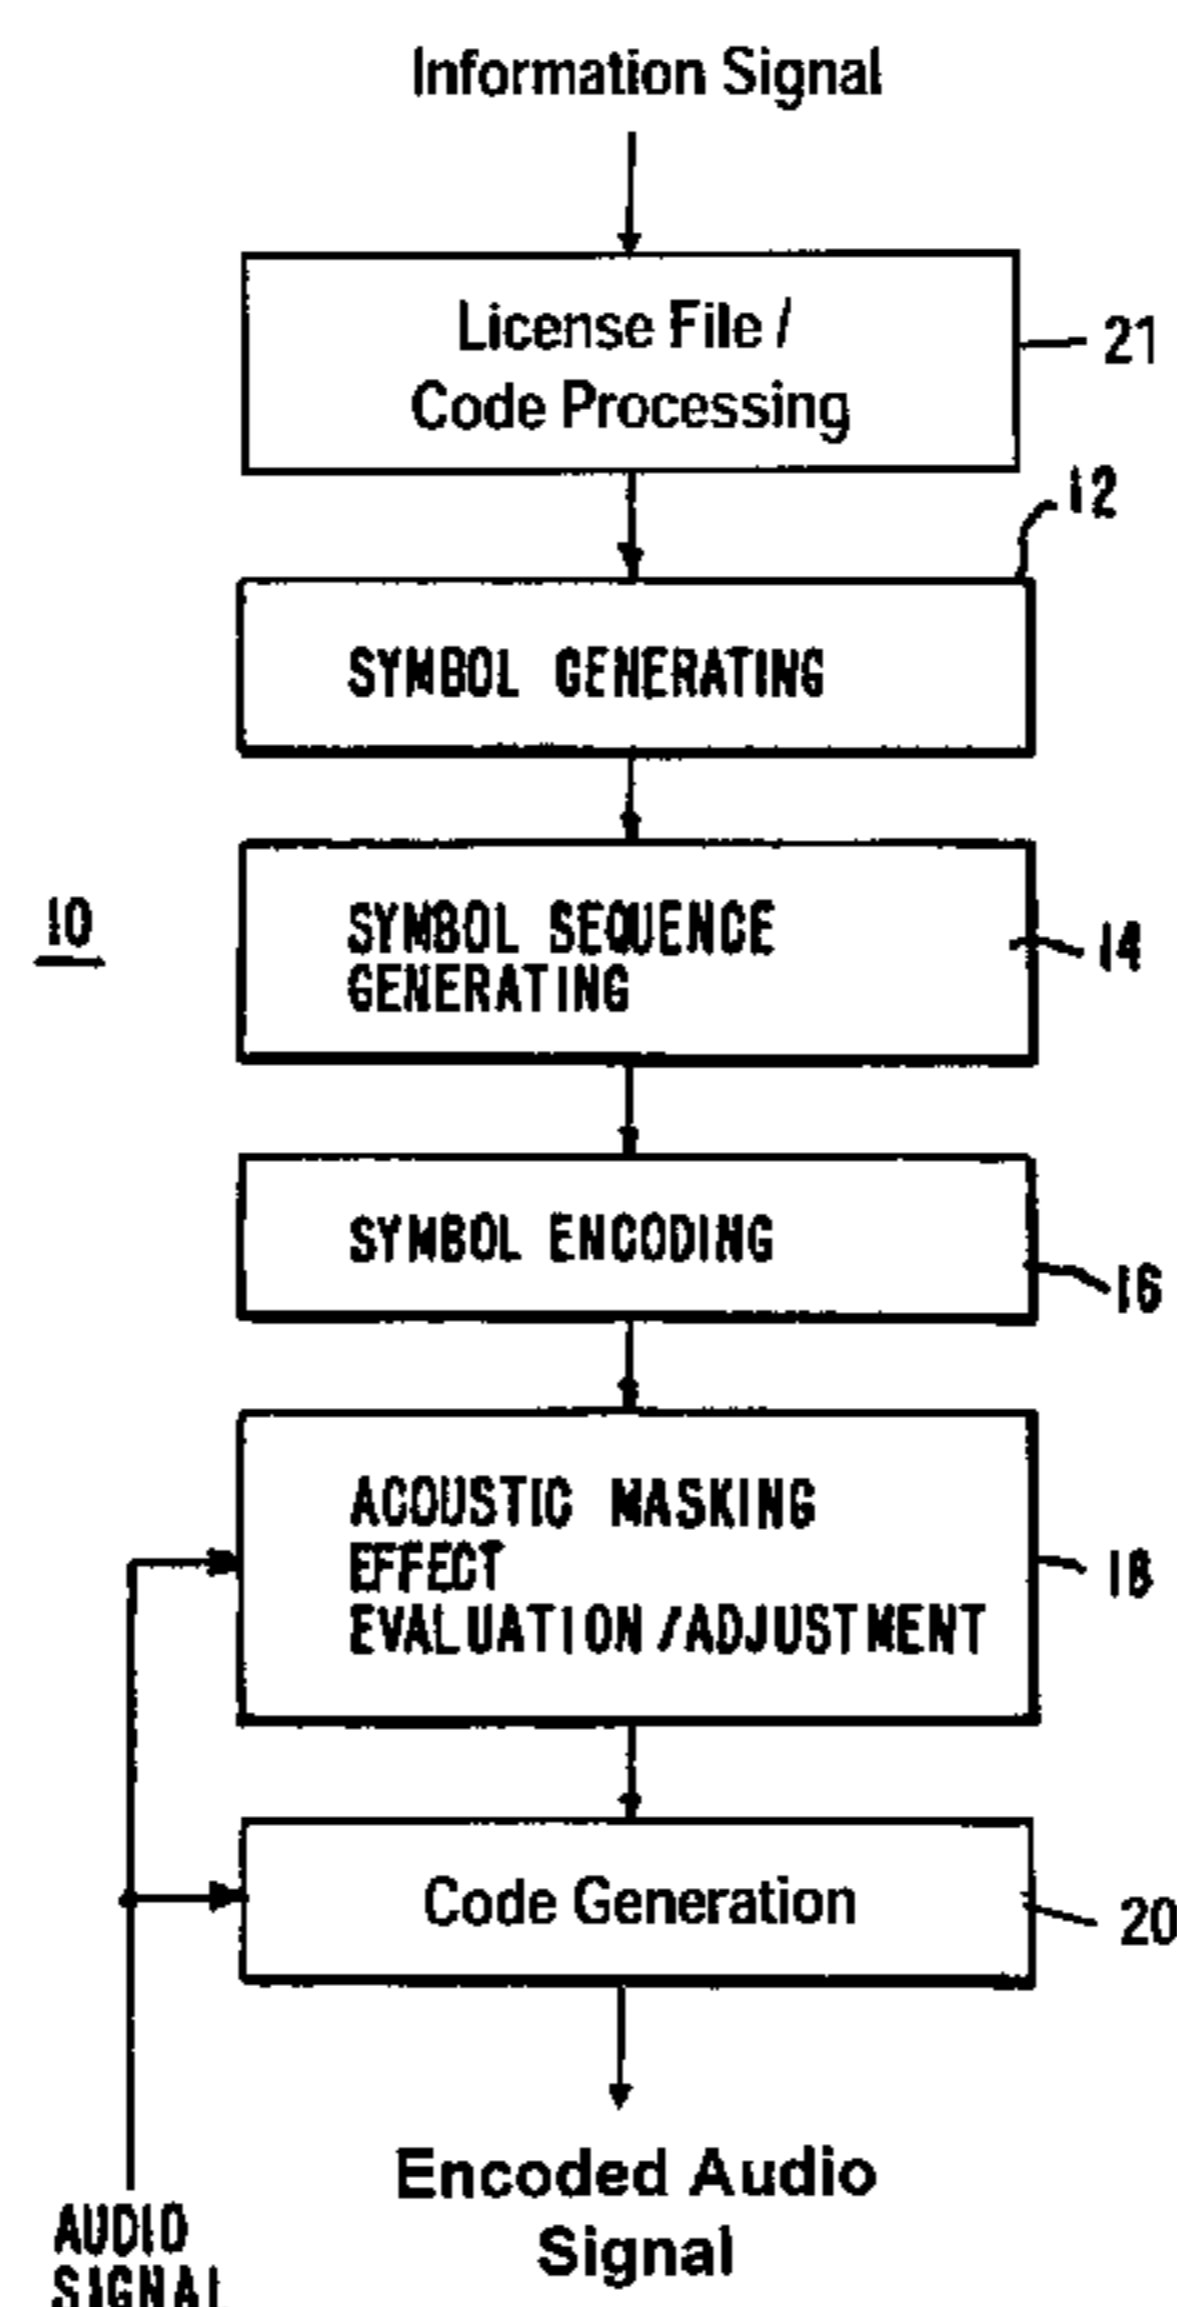 Information Signal
License File /
Code Processing
21
12
SYMBOL GENERATING
10
SYMBOL SEQUENCE
GENERATING
14
SYMBOL ENCODING
16
ACOUSTIC MASKING
EFFECT
EVALUATION/ADJUSTMENT
18
Code Generation
20
Encoded Audio
Signal
AUDIO
SIGNAL